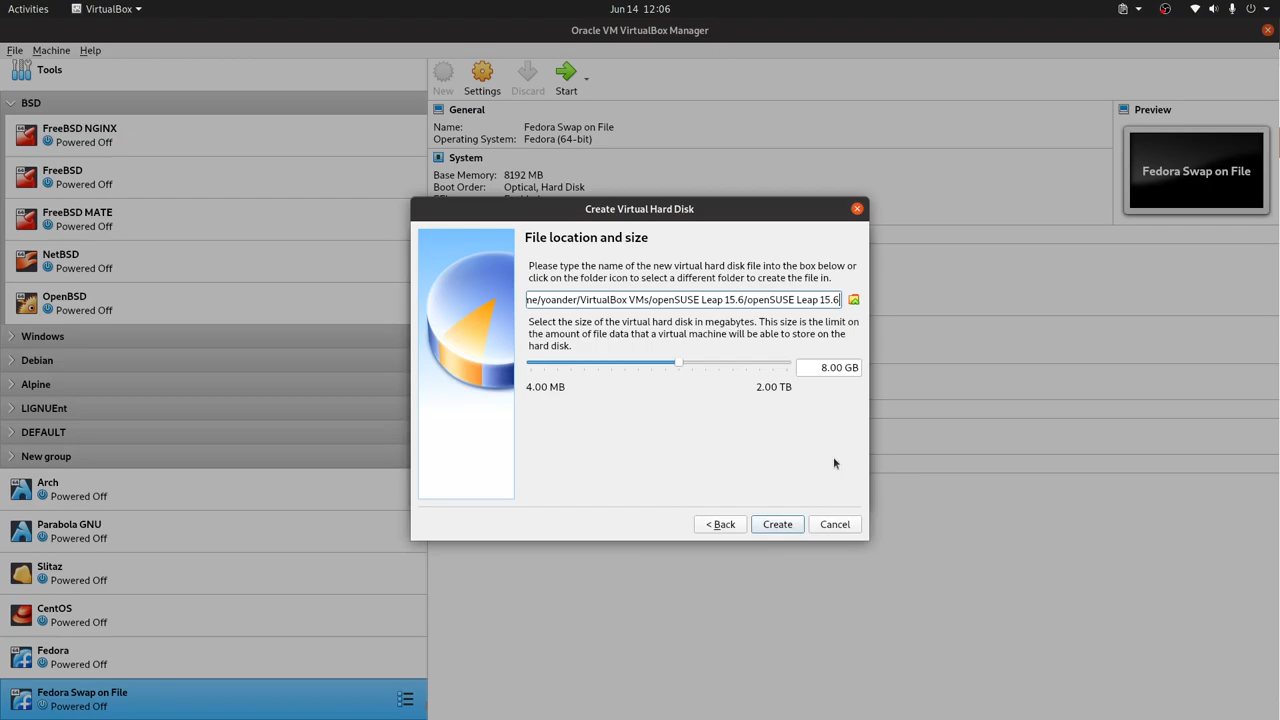 Activities
VirtualBox
Jun 14 12:06
Oracle VM VirtualBox Manager
File Machine Help
Tools
BSD
FreeBSD NGINX
Powered Off
FreeBSD
Powered Off
FreeBSD MATE
Powered Off
NetBSD
Powered Off
OpenBSD
Powered Off
Windows
Debian
Alpine
LIGNUEnt
DEFAULT
New group
Arch
Powered Off
Parabola GNU
Powered Off
Slitaz
Powered Off
CentOS
Powered Off
Fedora
Powered Off
Fedora Swap on File
Powered Off
New Settings Discard Start
General
Name: Fedora Swap on File
Operating System: Fedora (64-bit)
System
Base Memory: 8192 MB
Boot Order: Optical, Hard Disk
Preview
Fedora Swap on File
Create Virtual Hard Disk
File location and size
Please type the name of the new virtual hard disk file into the box below or
click on the folder icon to select a different folder to create the file in.
ne/yoander/VirtualBox VMs/openSUSE Leap 15.6/openSUSE Leap 15.6
Select the size of the virtual hard disk in megabytes. This size is the limit on
the amount of file data that a virtual machine will be able to store on the
hard disk.
8.00 GB
4.00 MB 2.00 TB
< Back Create Cancel